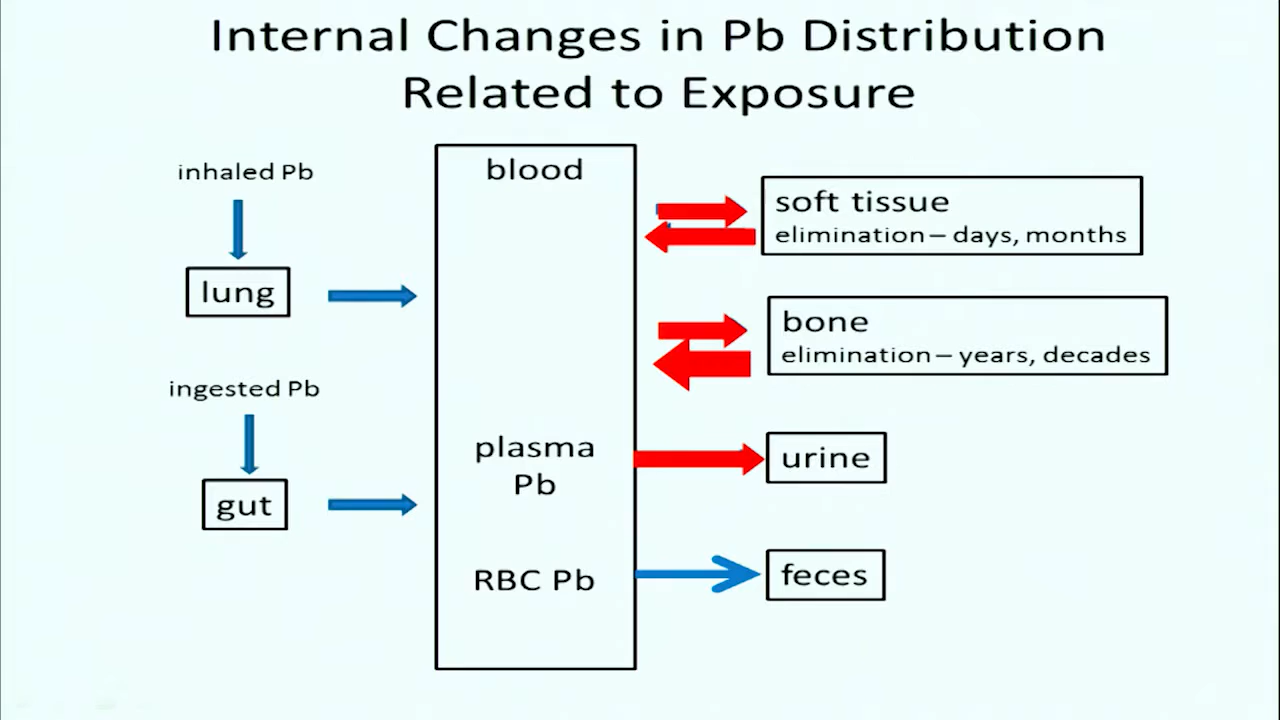 Internal Changes in Pb Distribution
Related to Exposure
inhaled Pb
lung
ingested Pb
gut
blood
plasma
Pb
RBC Pb
soft tissue
elimination – days, months
bone
elimination – years, decades
urine
feces